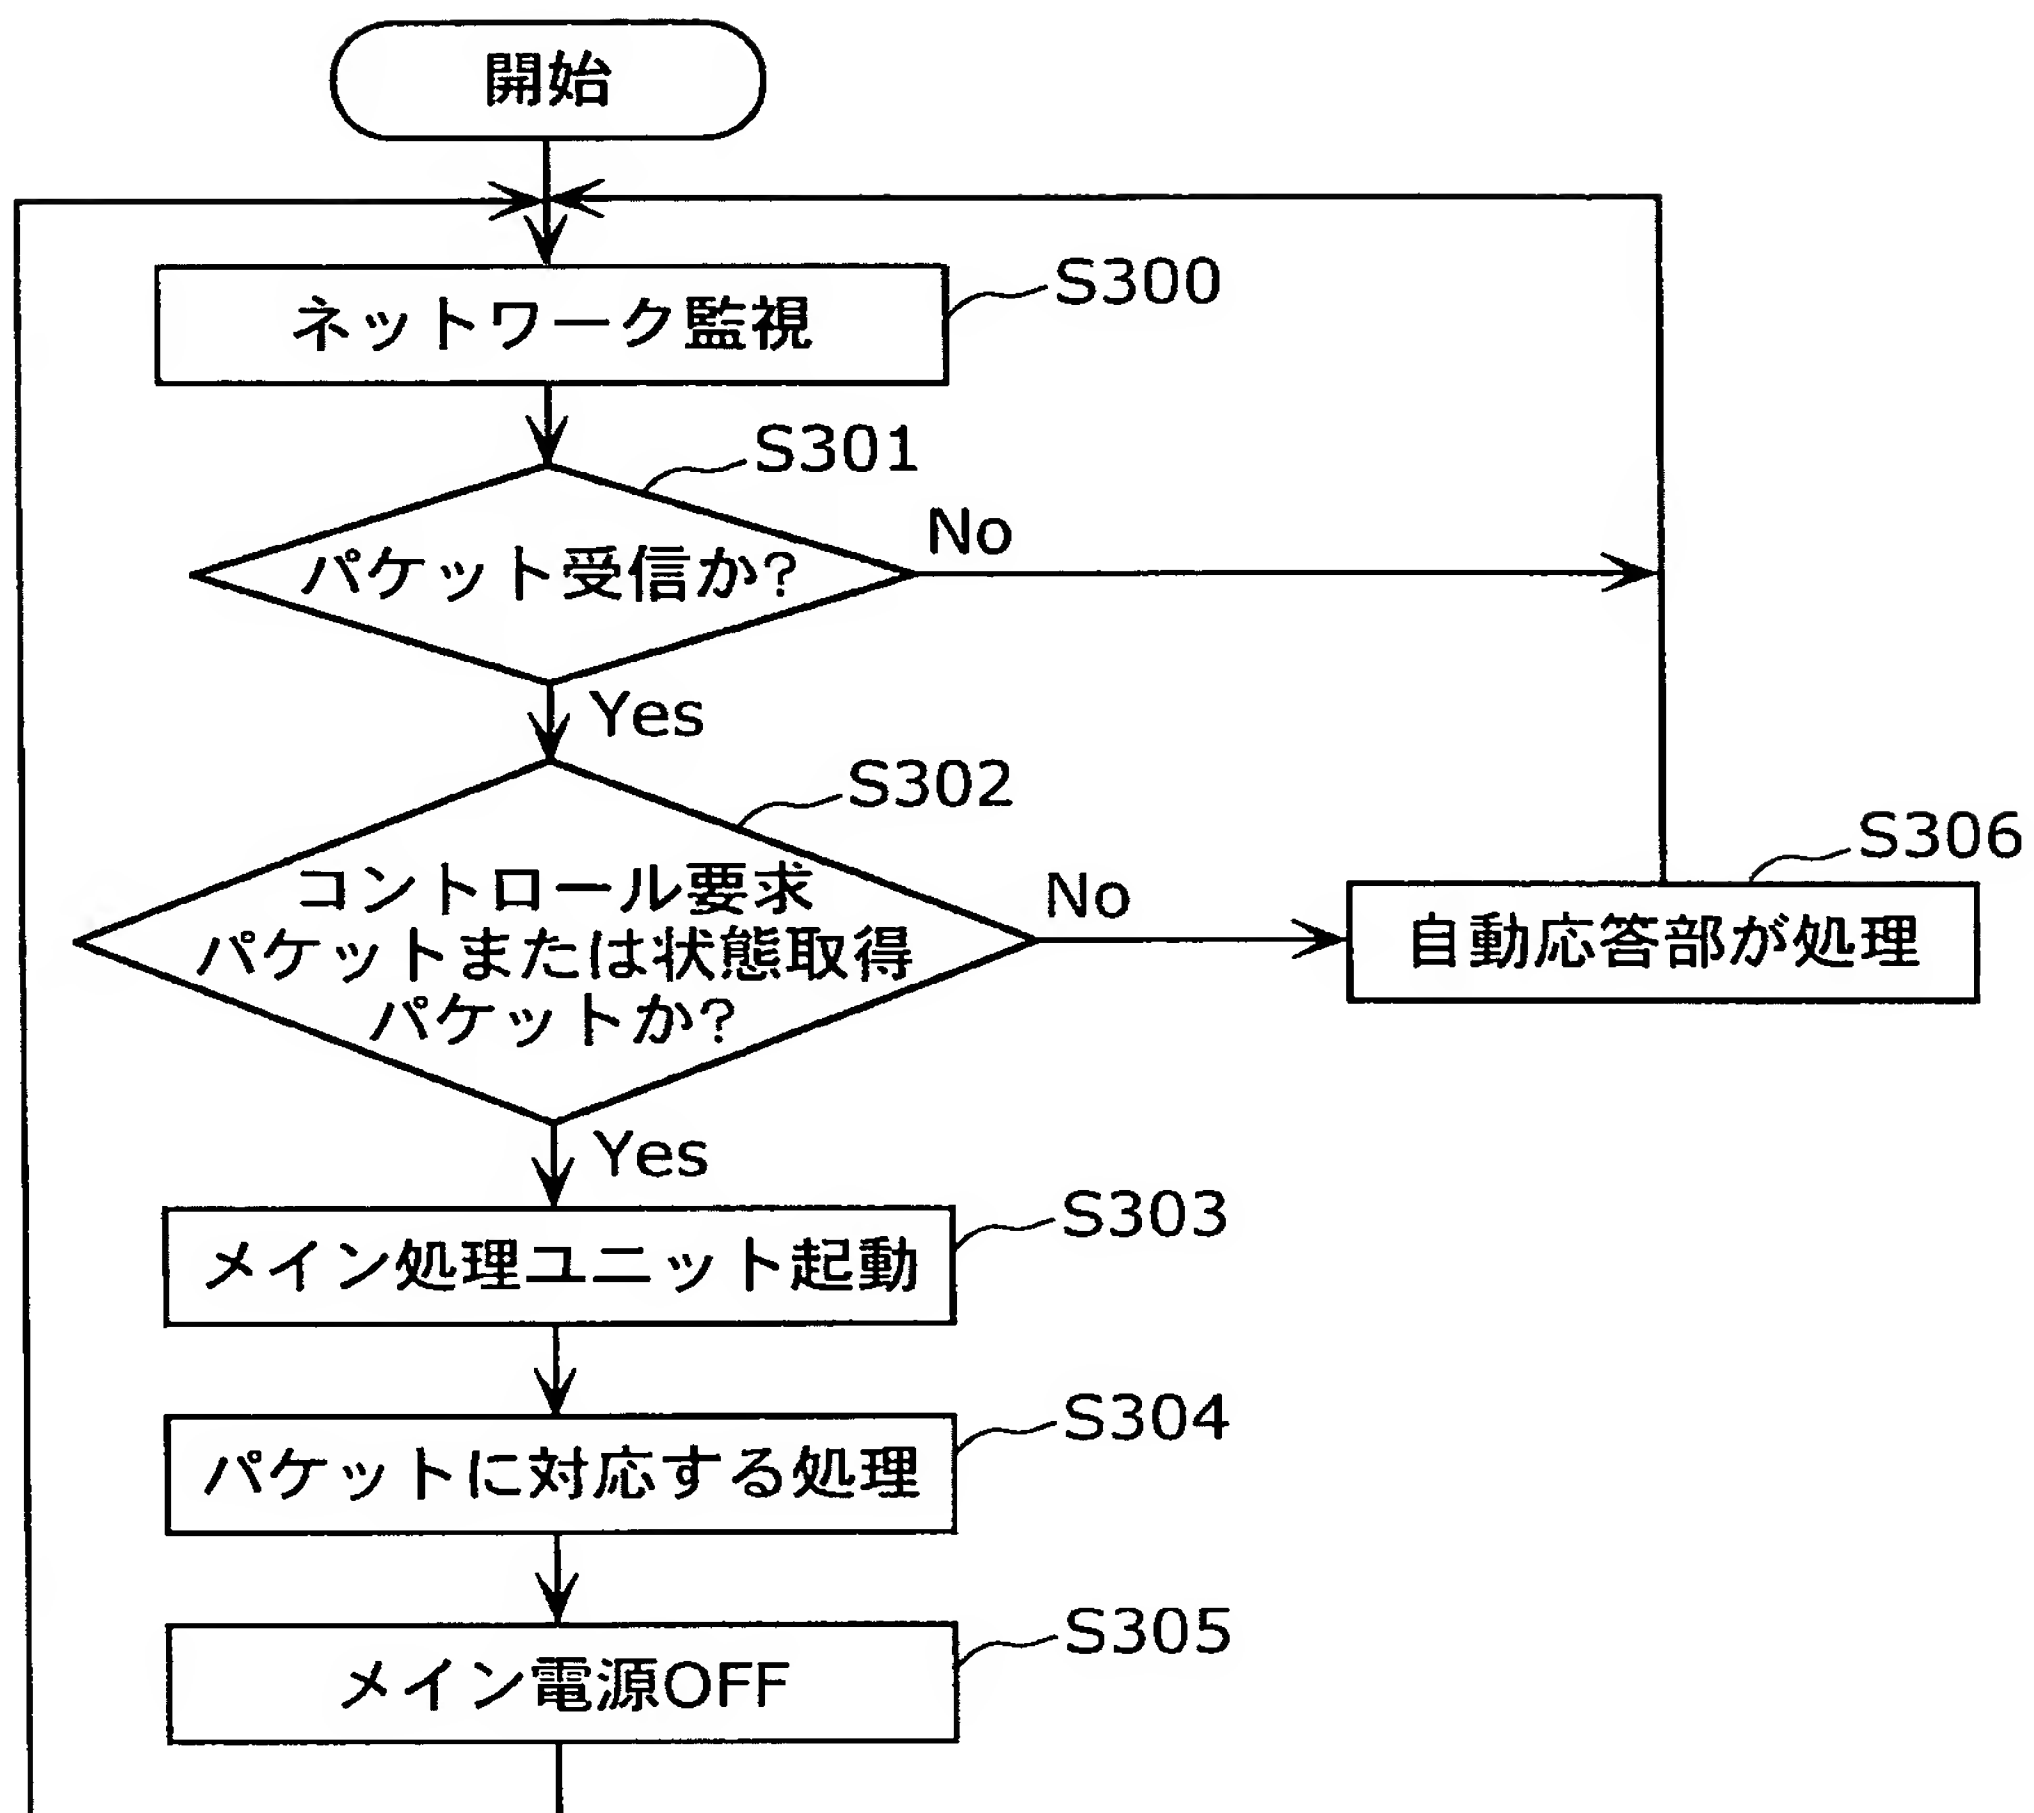 開始
S300
ネットワーク監視
S301
No
パケット受信か?
Yes
S302
コントロール要求
パケットまたは状態取得
パケットか?
No
S306
自動応答部が処理
Yes
S303
メイン処理ユニット起動
S304
パケットに対応する処理
S305
メイン電源OFF